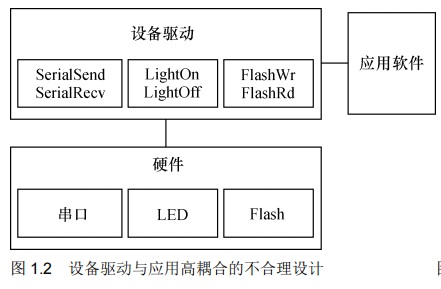 设备驱动
SerialSend
SerialRecv
LightOn
LightOff
FlashWr
FlashRd
应用软件
硬件
串口
LED
Flash
图 1.2 设备驱动与应用高耦合的不合理设计